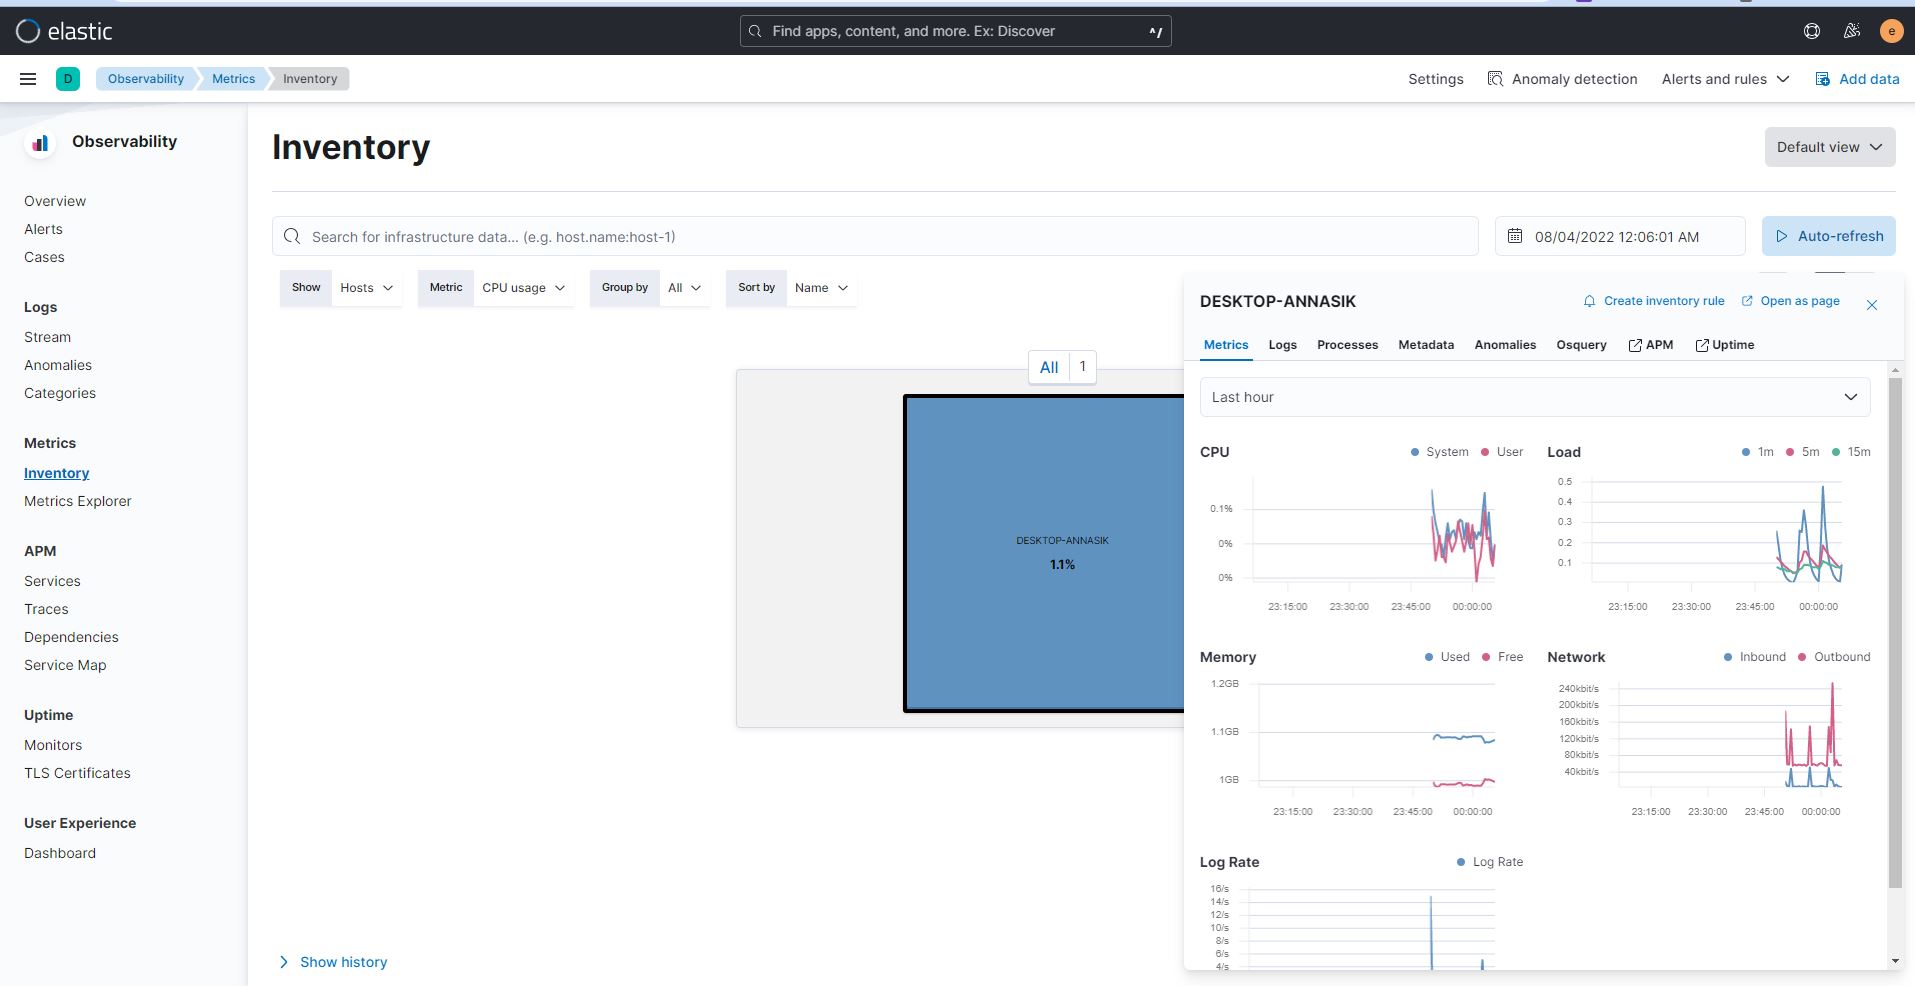 elastic
Find apps, content, and more. Ex: Discover
^/
e
D
Observability
Metrics
Inventory
Settings
Anomaly detection
Alerts and rules
Add data
Observability
Overview
Alerts
Cases
Logs
Stream
Anomalies
Categories
Metrics
Inventory
Metrics Explorer
APM
Services
Traces
Dependencies
Service Map
Uptime
Monitors
TLS Certificates
User Experience
Dashboard
Inventory
Default view
Search for infrastructure data... (e.g. host.name:host-1)
08/04/2022 12:06:01 AM
Auto-refresh
Show Hosts
Metric CPU usage
Group by All
Sort by Name
All 1
DESKTOP-ANNASIK
1.1%
Show history
DESKTOP-ANNASIK
Create inventory rule
Open as page
Metrics Logs Processes Metadata Anomalies Osquery APM Uptime
Last hour
CPU
System User
0.1%
0%
0%
23:15:00 23:30:00 23:45:00 00:00:00
Load
1m 5m 15m
0.5
0.4
0.3
0.2
0.1
23:15:00 23:30:00 23:45:00 00:00:00
Memory
Used Free
1.2GB
1.1GB
1GB
23:15:00 23:30:00 23:45:00 00:00:00
Network
Inbound Outbound
240kbit/s
200kbit/s
160kbit/s
120kbit/s
80kbit/s
40kbit/s
23:15:00 23:30:00 23:45:00 00:00:00
Log Rate
Log Rate
16/s
14/s
12/s
10/s
8/s
6/s
4/s